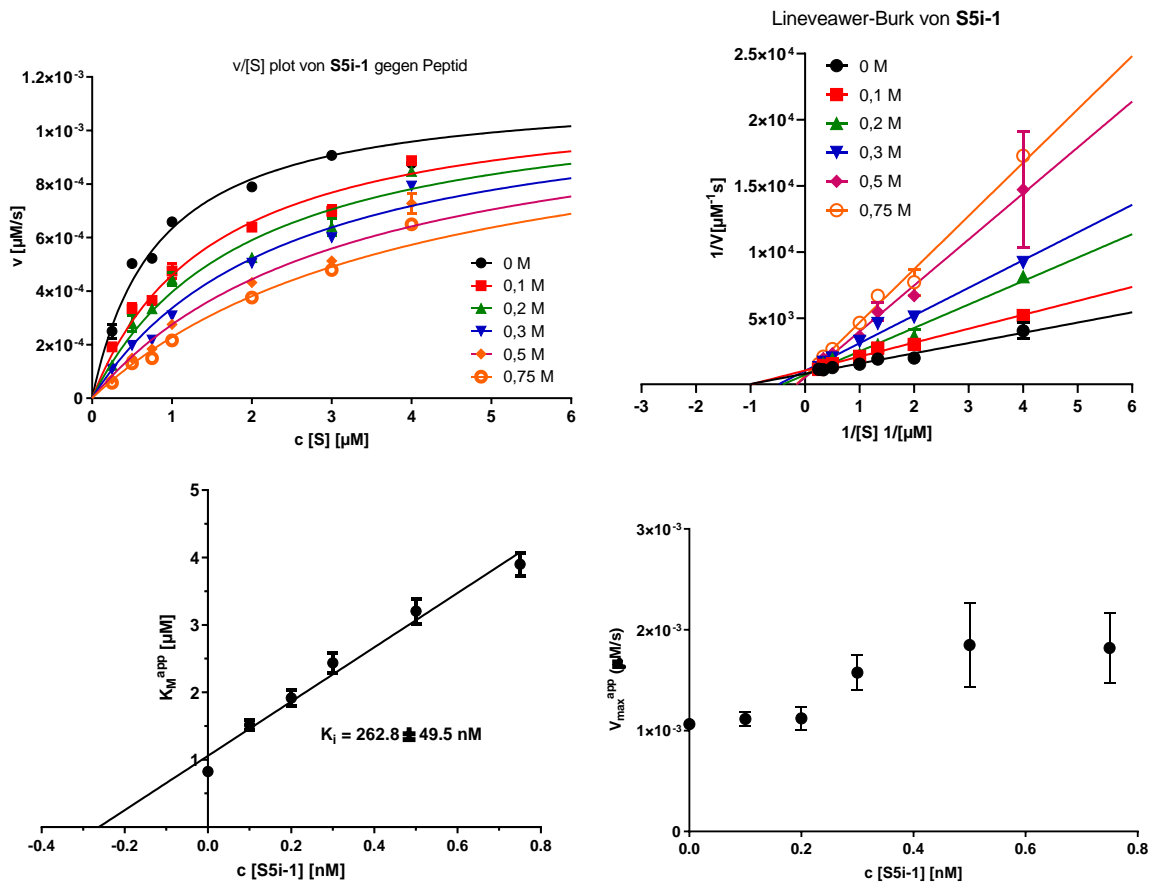 v/[S] plot von S5i-1 gegen Peptid
1.2×10⁻³
1×10⁻³
8×10⁻⁴
6×10⁻⁴
4×10⁻⁴
2×10⁻⁴
0
v [µM/s]
0 M
0,1 M
0,2 M
0,3 M
0,5 M
0,75 M
0 1 2 3 4 5 6
c [S] [µM]
Lineveawer-Burk von S5i-1
2.5×10⁴
2×10⁴
1.5×10⁴
1×10⁴
5×10³
1/V[µM⁻¹s]
0 M
0,1 M
0,2 M
0,3 M
0,5 M
0,75 M
-3 -2 -1 0 1 2 3 4 5 6
1/[S] 1/[µM]
5
4
3
2
1
K_M^app [µM]
K_i = 262.8 ± 49.5 nM
-0.4 -0.2 0.0 0.2 0.4 0.6 0.8
c [S5i-1] [nM]
3×10⁻³
2×10⁻³
1×10⁻³
0
V_max^app (µM/s)
0.0 0.2 0.4 0.6 0.8
c [S5i-1] [nM]